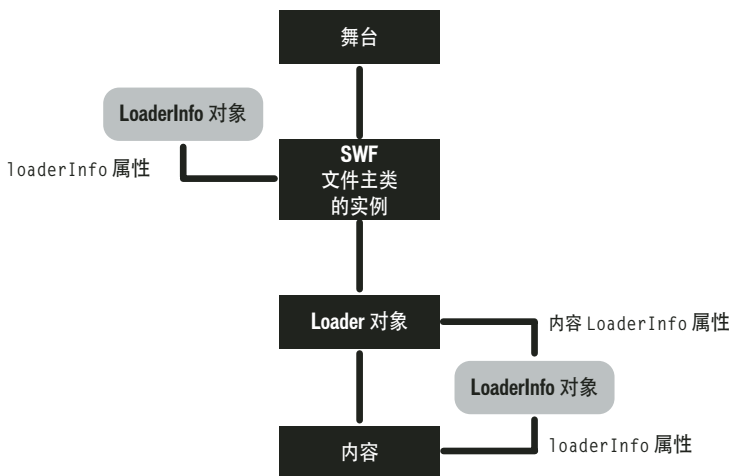 舞台
LoaderInfo 对象
loaderInfo 属性
SWF
文件主类
的实例
Loader 对象
内容 LoaderInfo 属性
LoaderInfo 对象
内容
loaderInfo 属性